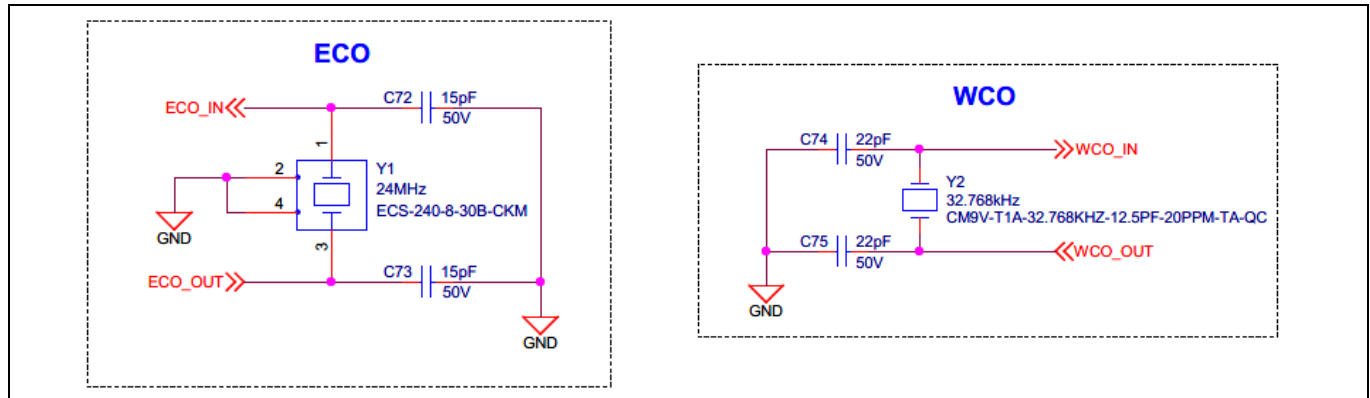 ECO
ECO_IN
C72
15pF
50V
1
2
4
Y1
24MHz
ECS-240-8-30B-CKM
GND
3
ECO_OUT
C73
15pF
50V
GND
WCO
C74
22pF
50V
WCO_IN
Y2
32.768kHz
CM9V-T1A-32.768KHZ-12.5PF-20PPM-TA-QC
C75
22pF
50V
WCO_OUT
GND